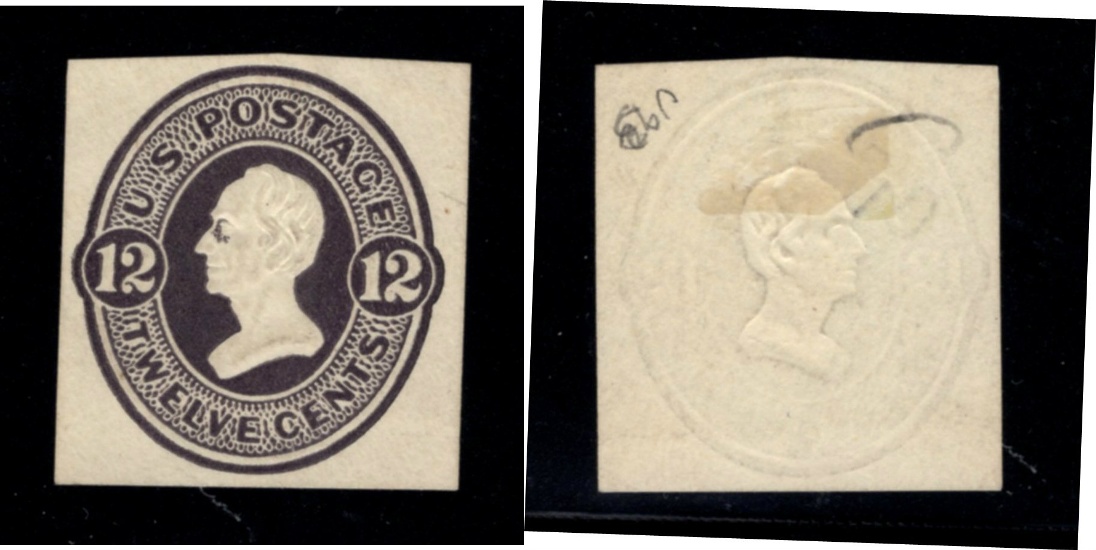 U.S. POSTAGE
12 12
TWELVE CENTS